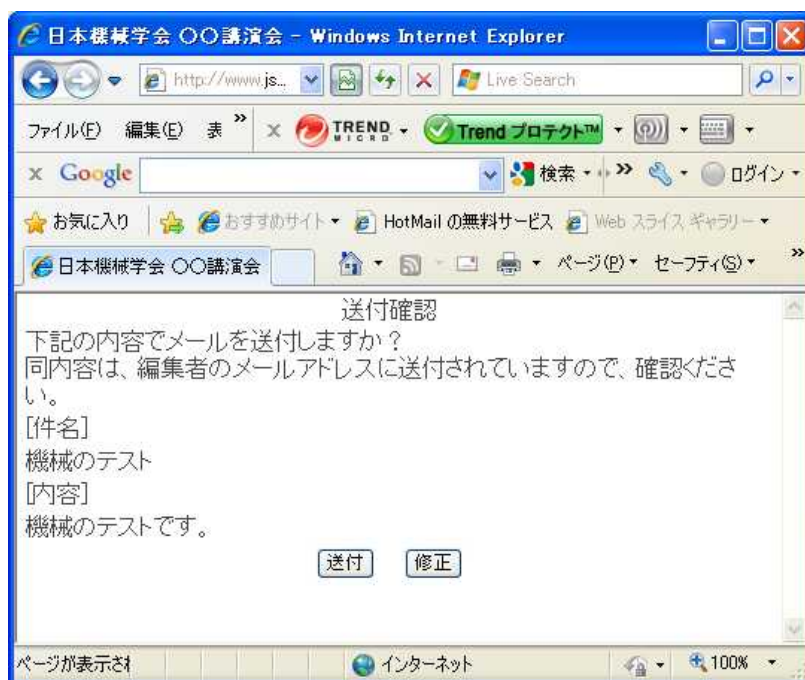 日本機械学会 〇〇講演会 - Windows Internet Explorer
http://www.js... Live Search
ファイル(F) 編集(E) 表 » x TREND MICRO Trend プロテクト™
x Google 検索 » ログイン
お気に入り おすすめサイト HotMail の無料サービス Web スライス ギャラリー
日本機械学会 〇〇講演会 ページ(P) セーフティ(S) »
送付確認
下記の内容でメールを送付しますか？
同内容は、編集者のメールアドレスに送付されていますので、確認くださ
い。
[件名]
機械のテスト
[内容]
機械のテストです。
送付 修正
ページが表示され インターネット 100%